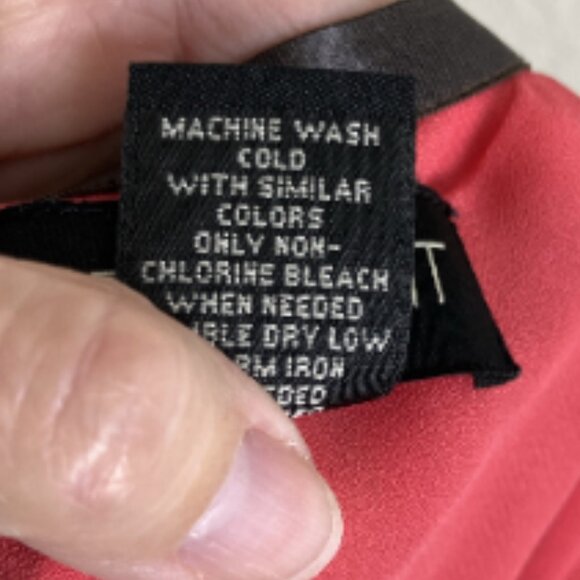 MACHINE WASH
COLD
WITH SIMILAR
COLORS
ONLY NON-
CHLORINE BLEACH
WHEN NEEDED
DRY LOW
IRON